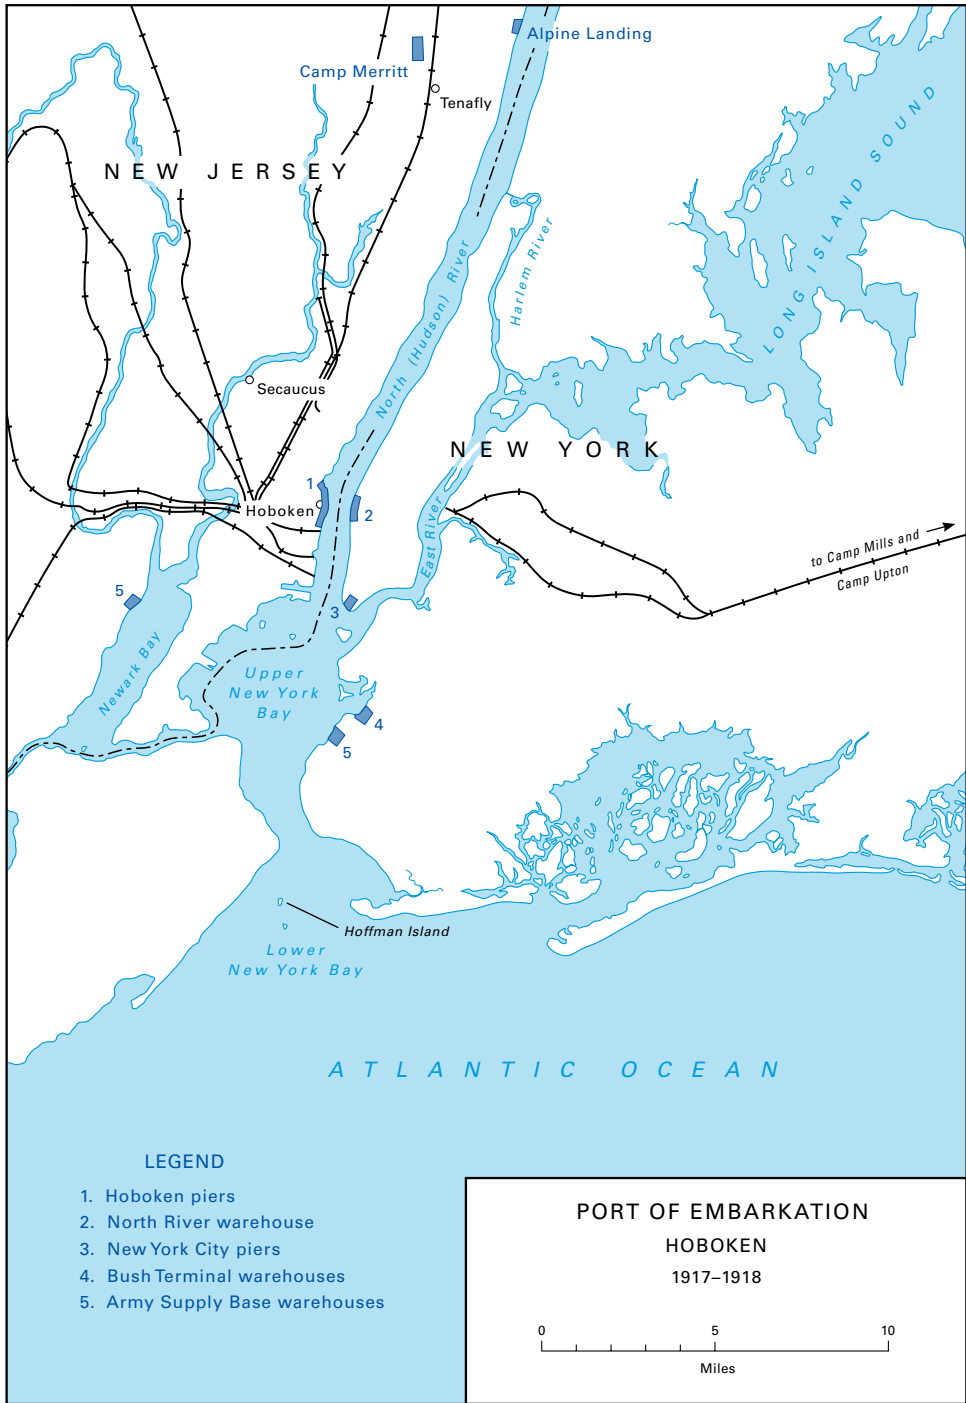 Alpine Landing
Camp Merritt
Tenafly
NEW JERSEY
LONG ISLAND SOUND
Harlem River
North (Hudson) River
Secaucus
NEW YORK
1
Hoboken
2
East River
to Camp Mills and
Camp Upton
5
3
Newark Bay
Upper
New York
Bay
4
5
Hoffman Island
Lower
New York Bay
ATLANTIC OCEAN
LEGEND
1. Hoboken piers
2. North River warehouse
3. New York City piers
4. Bush Terminal warehouses
5. Army Supply Base warehouses
PORT OF EMBARKATION
HOBOKEN
1917–1918
0 5 10
Miles